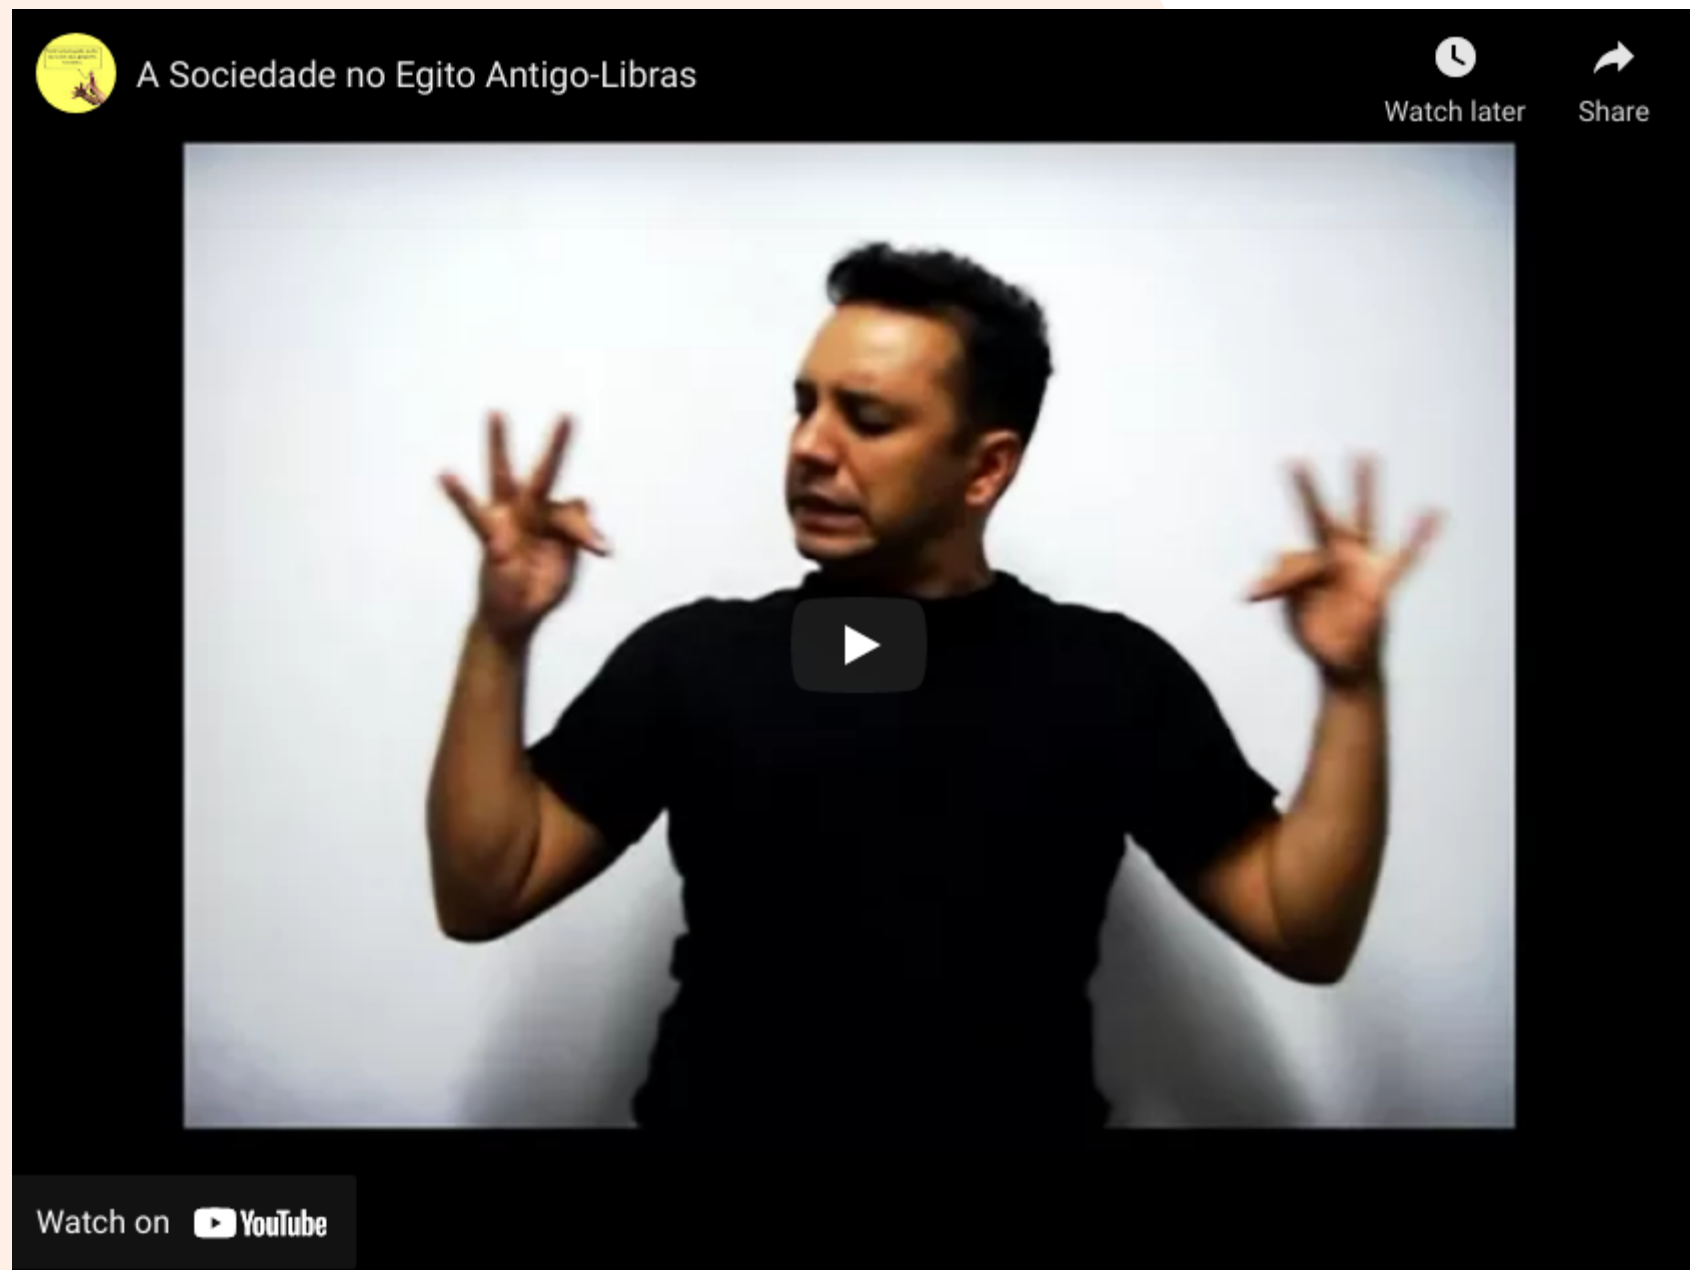 A Sociedade no Egito Antigo-Libras
Watch later
Share
Watch on YouTube